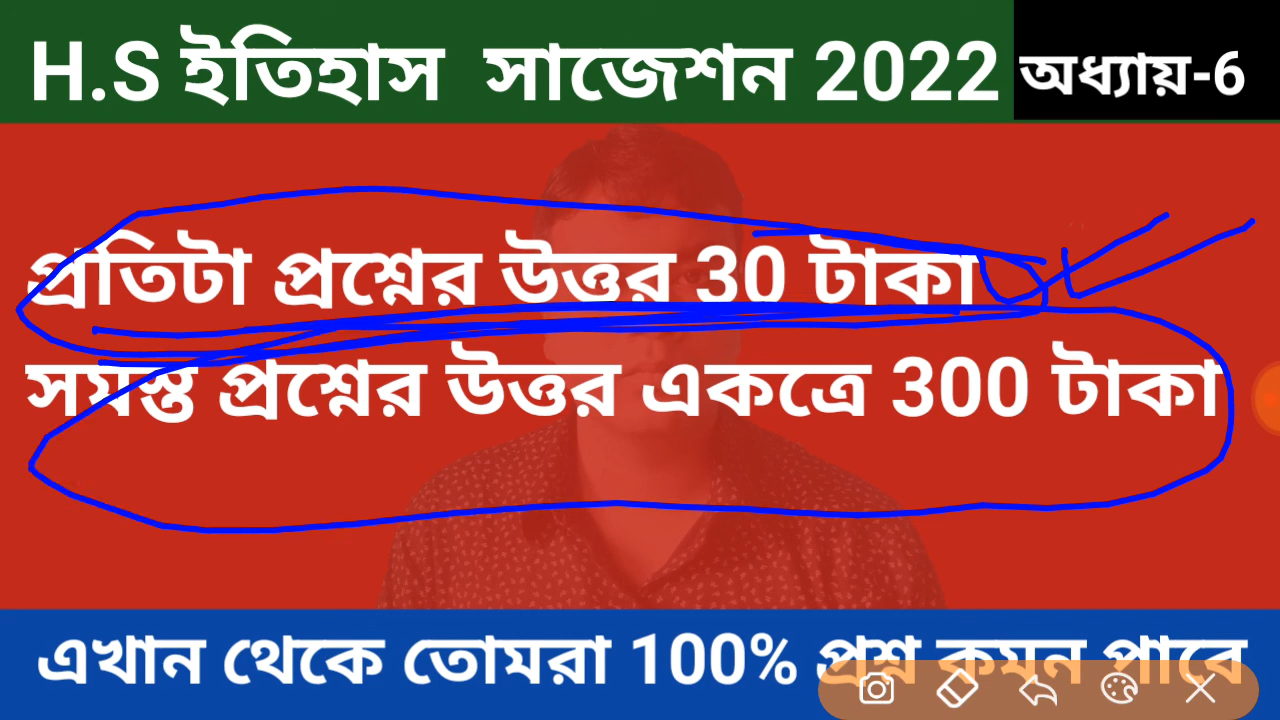 H.S ইতিহাস সাজেশন 2022
অধ্যায়-6
প্রতিটা প্রশ্নের উত্তর 30 টাকা
সমস্ত প্রশ্নের উত্তর একত্রে 300 টাকা
এখান থেকে তোমরা 100% প্রশ্ন কমন পাবে